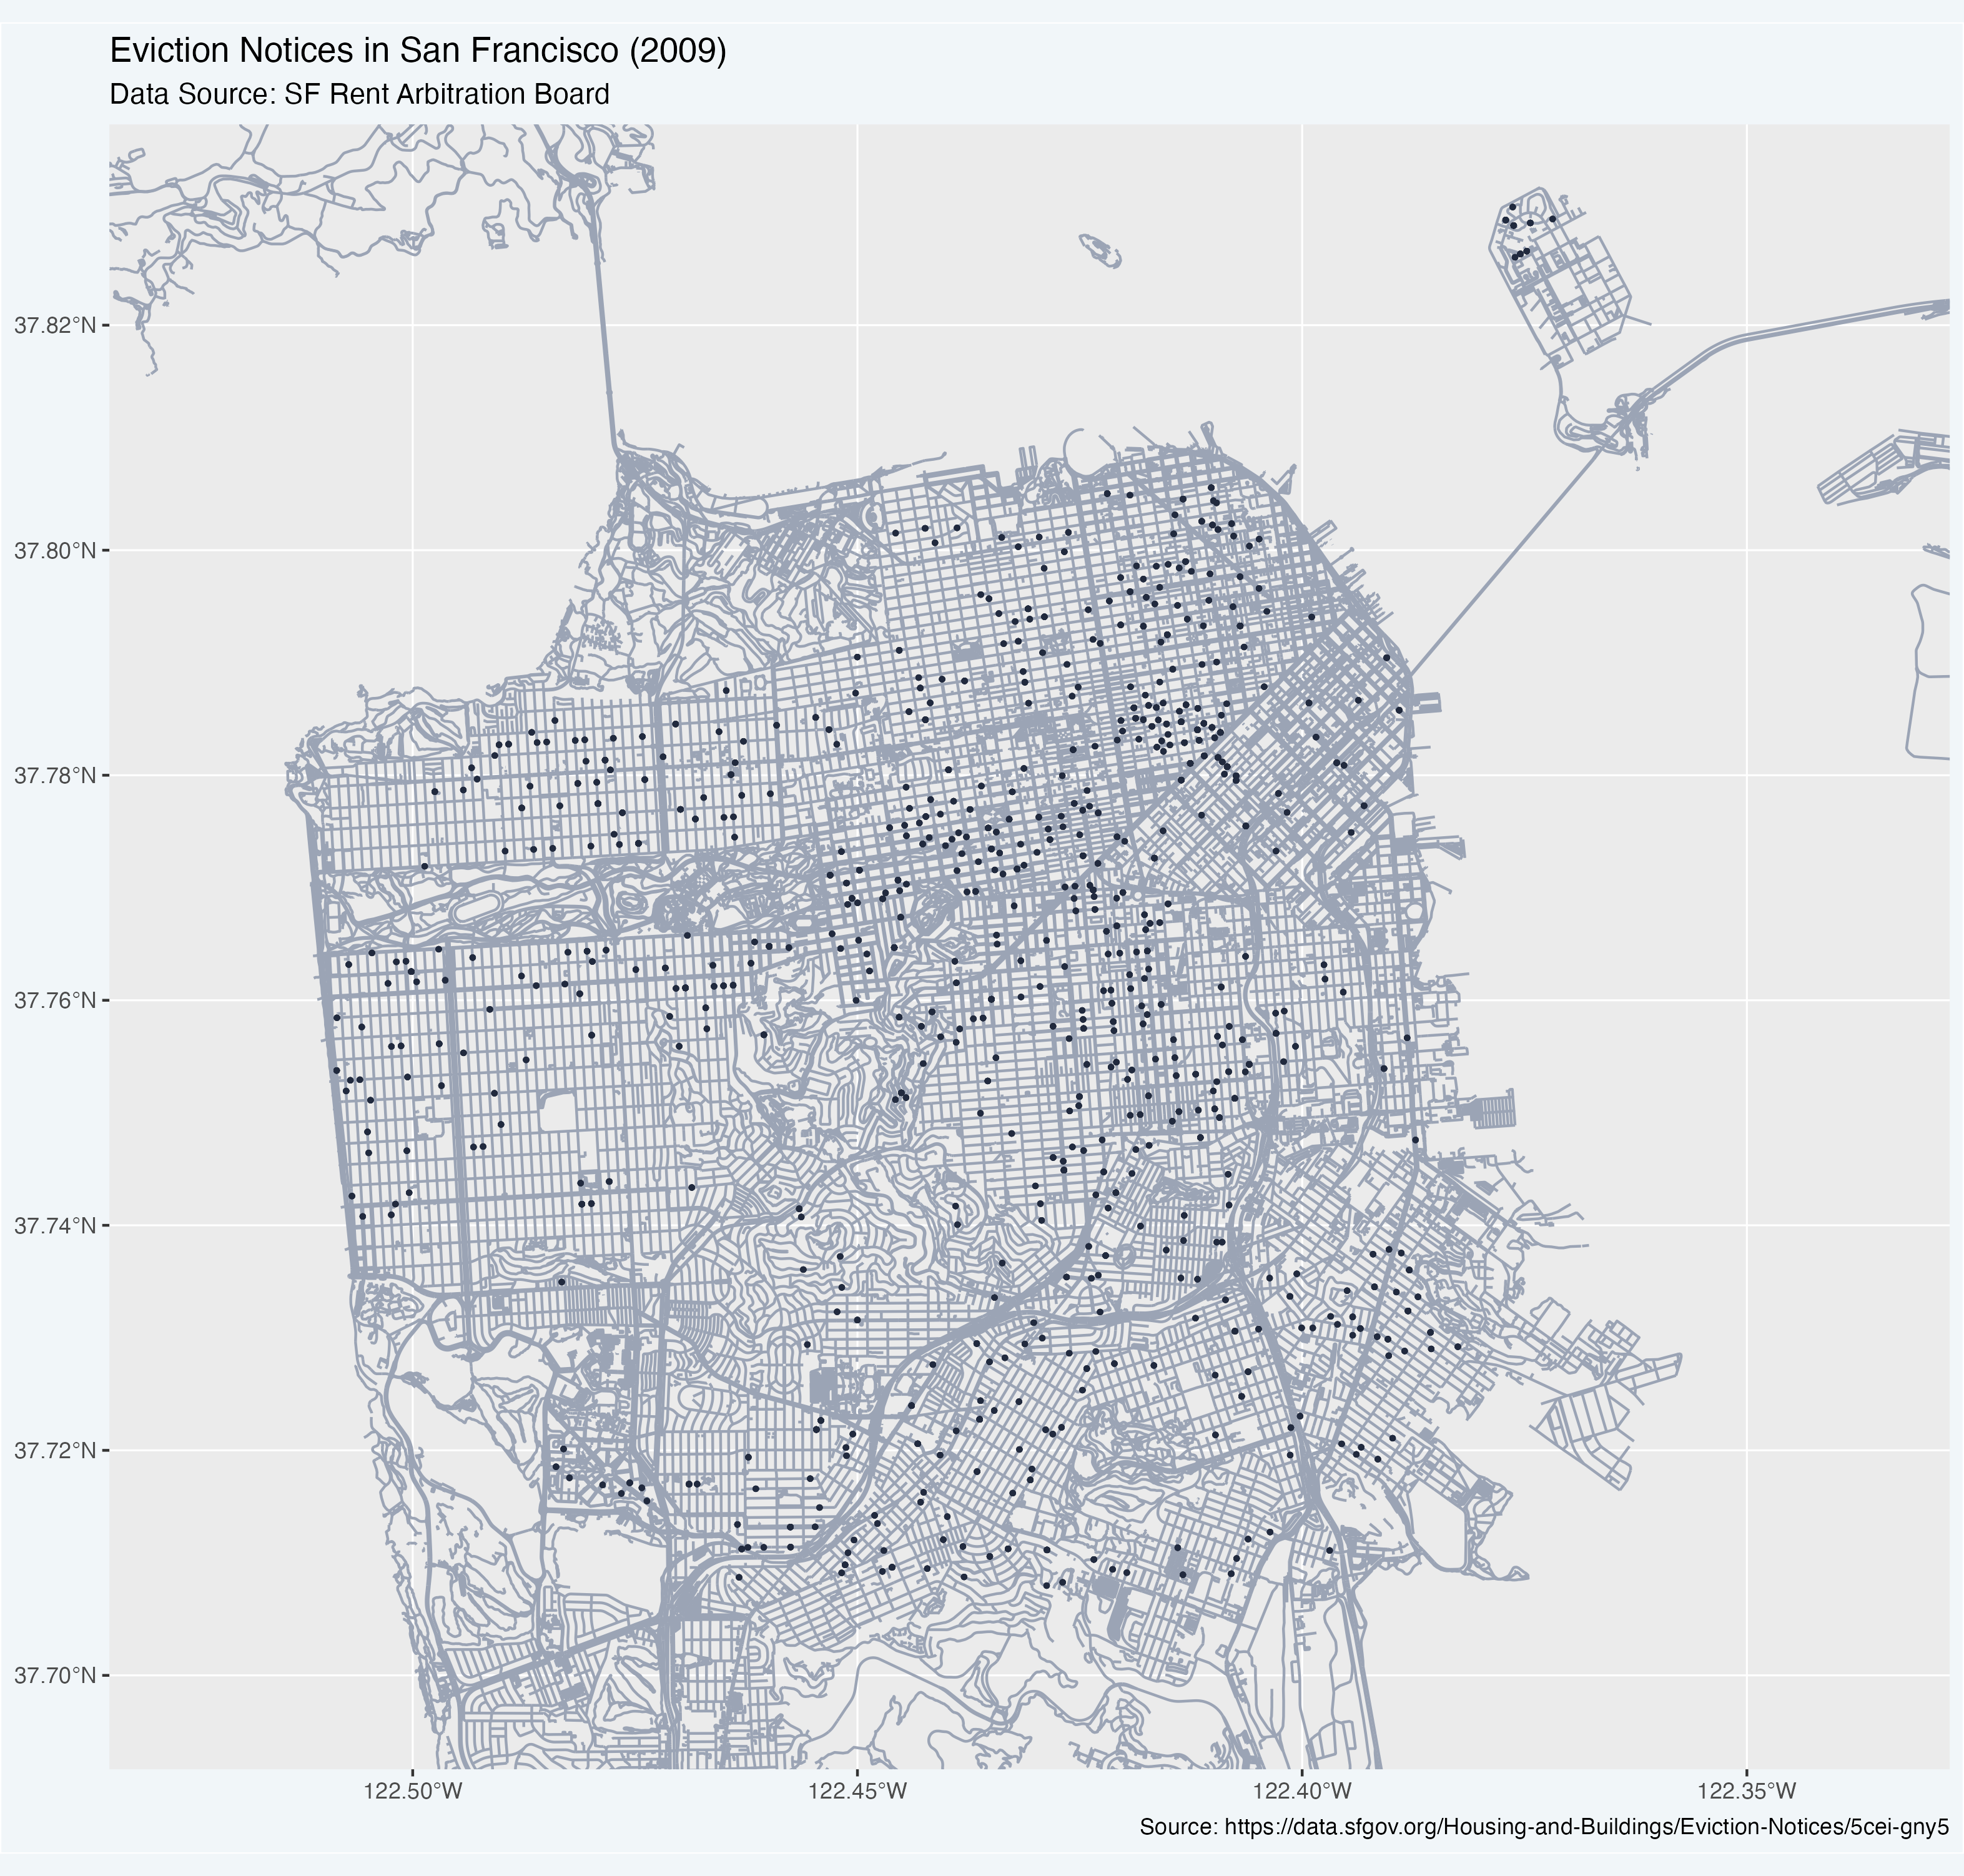 Eviction Notices in San Francisco (2009)
Data Source: SF Rent Arbitration Board
37.82°N
37.80°N
37.78°N
37.76°N
37.74°N
37.72°N
37.70°N
122.50°W
122.45°W
122.40°W
122.35°W
Source: https://data.sfgov.org/Housing-and-Buildings/Eviction-Notices/5cei-gny5